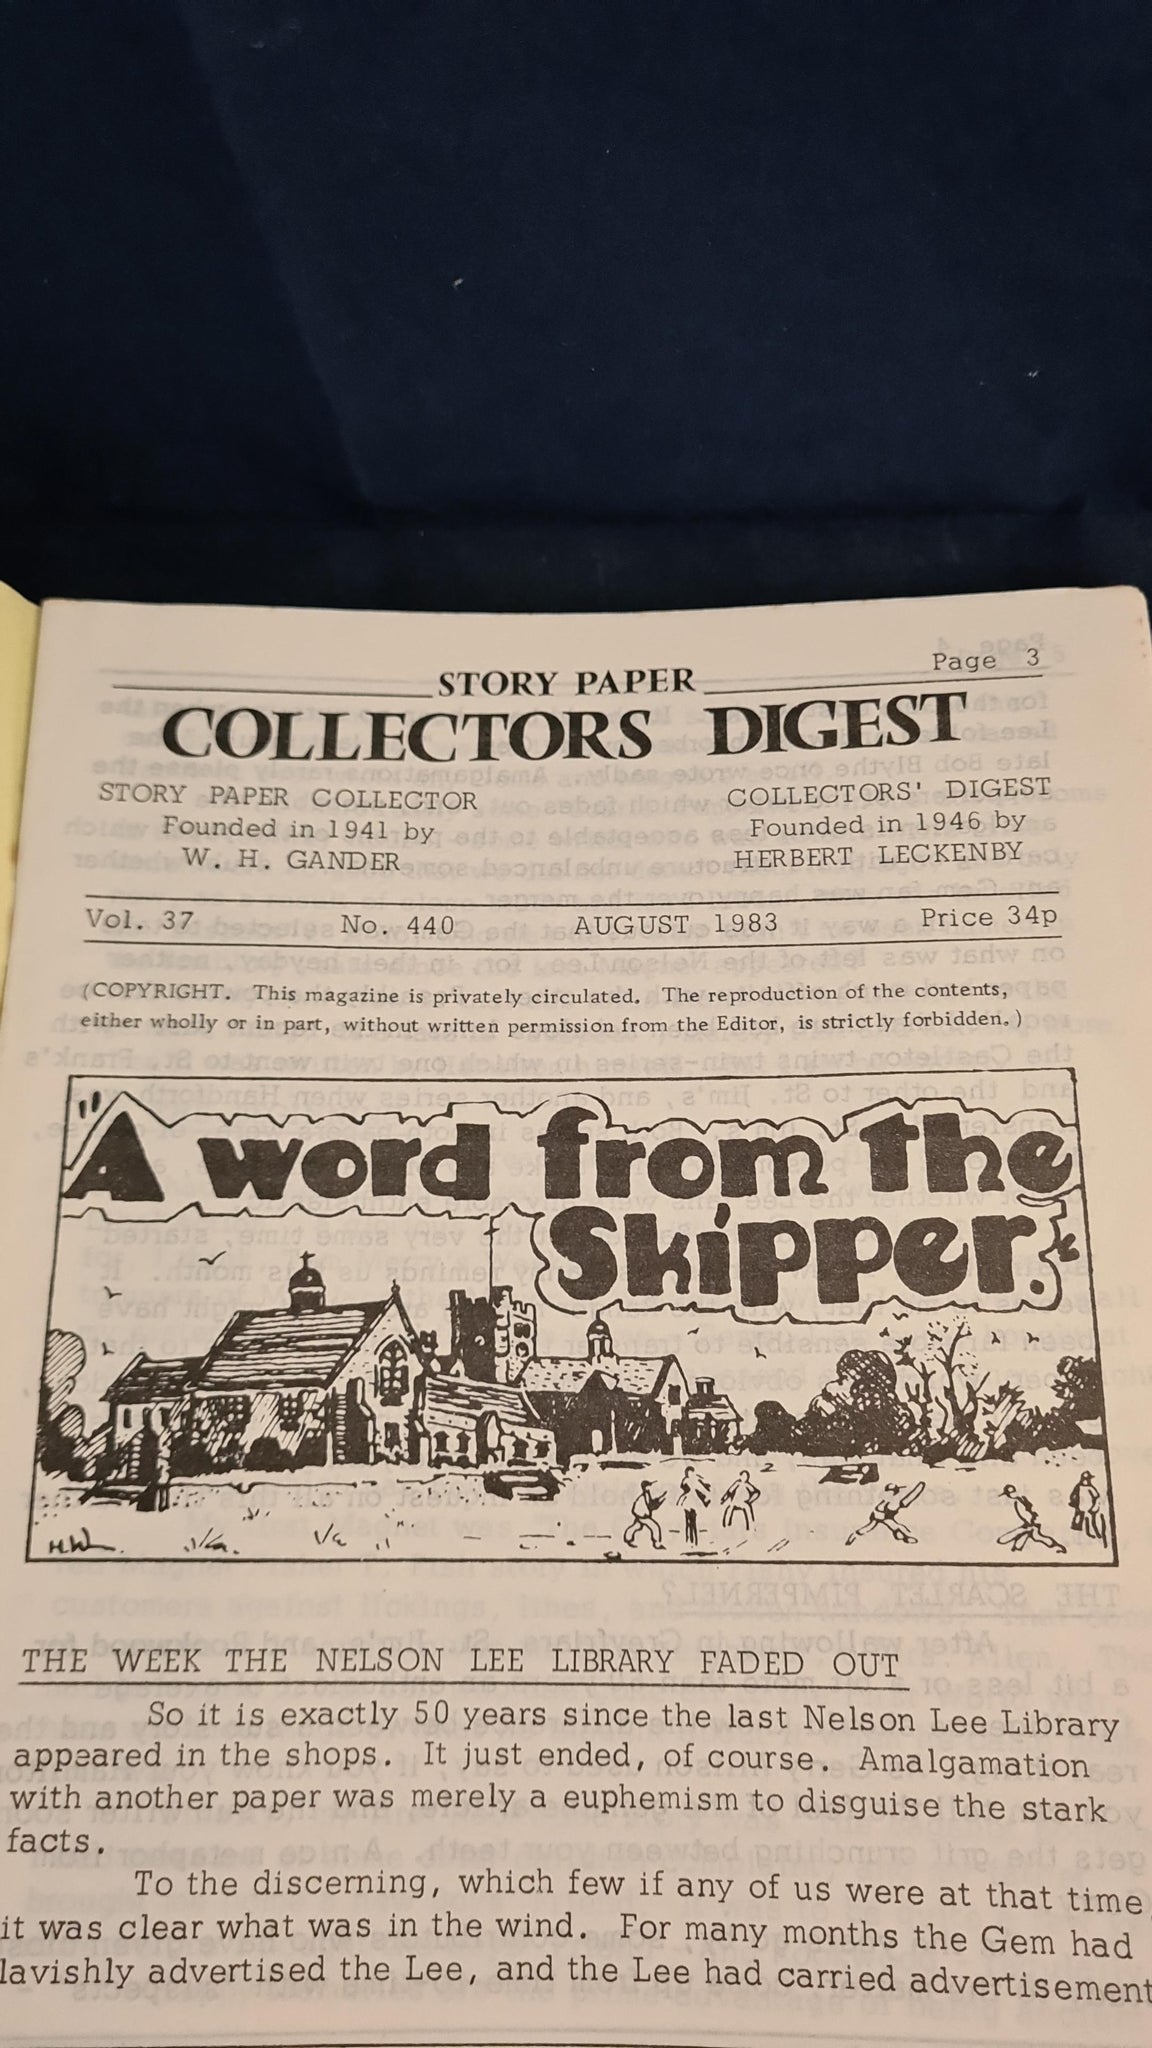 Page 3
STORY PAPER
COLLECTORS DIGEST
STORY PAPER COLLECTOR
Founded in 1941 by
W. H. GANDER
COLLECTORS' DIGEST
Founded in 1946 by
HERBERT LECKENBY
Vol. 37 No. 440 AUGUST 1983 Price 34p
(COPYRIGHT. This magazine is privately circulated. The reproduction of the contents,
either wholly or in part, without written permission from the Editor, is strictly forbidden.)
"A word from the
Skipper."
H.W.
THE WEEK THE NELSON LEE LIBRARY FADED OUT
So it is exactly 50 years since the last Nelson Lee Library
appeared in the shops. It just ended, of course. Amalgamation
with another paper was merely a euphemism to disguise the stark
facts.
To the discerning, which few if any of us were at that time,
it was clear what was in the wind. For many months the Gem had
lavishly advertised the Lee, and the Lee had carried advertisement